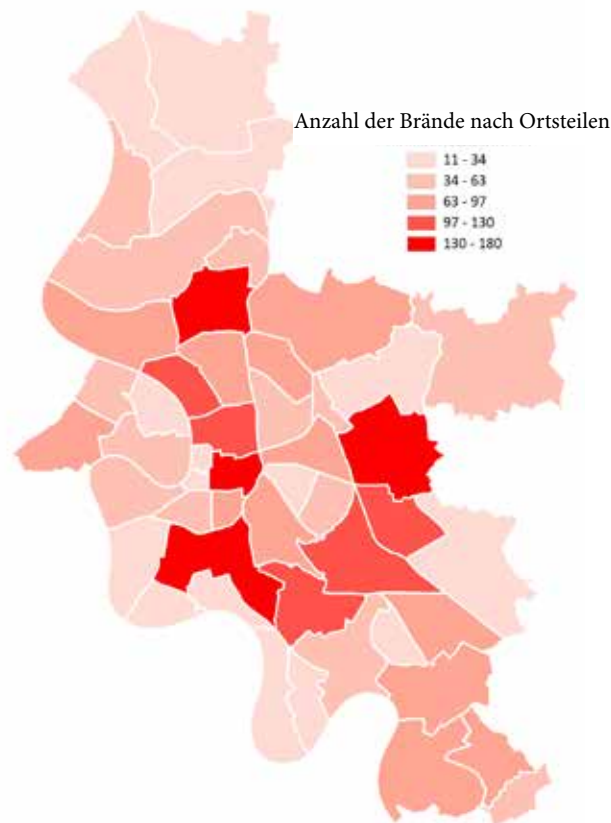 Anzahl der Brände nach Ortsteilen
11 - 34
34 - 63
63 - 97
97 - 130
130 - 180